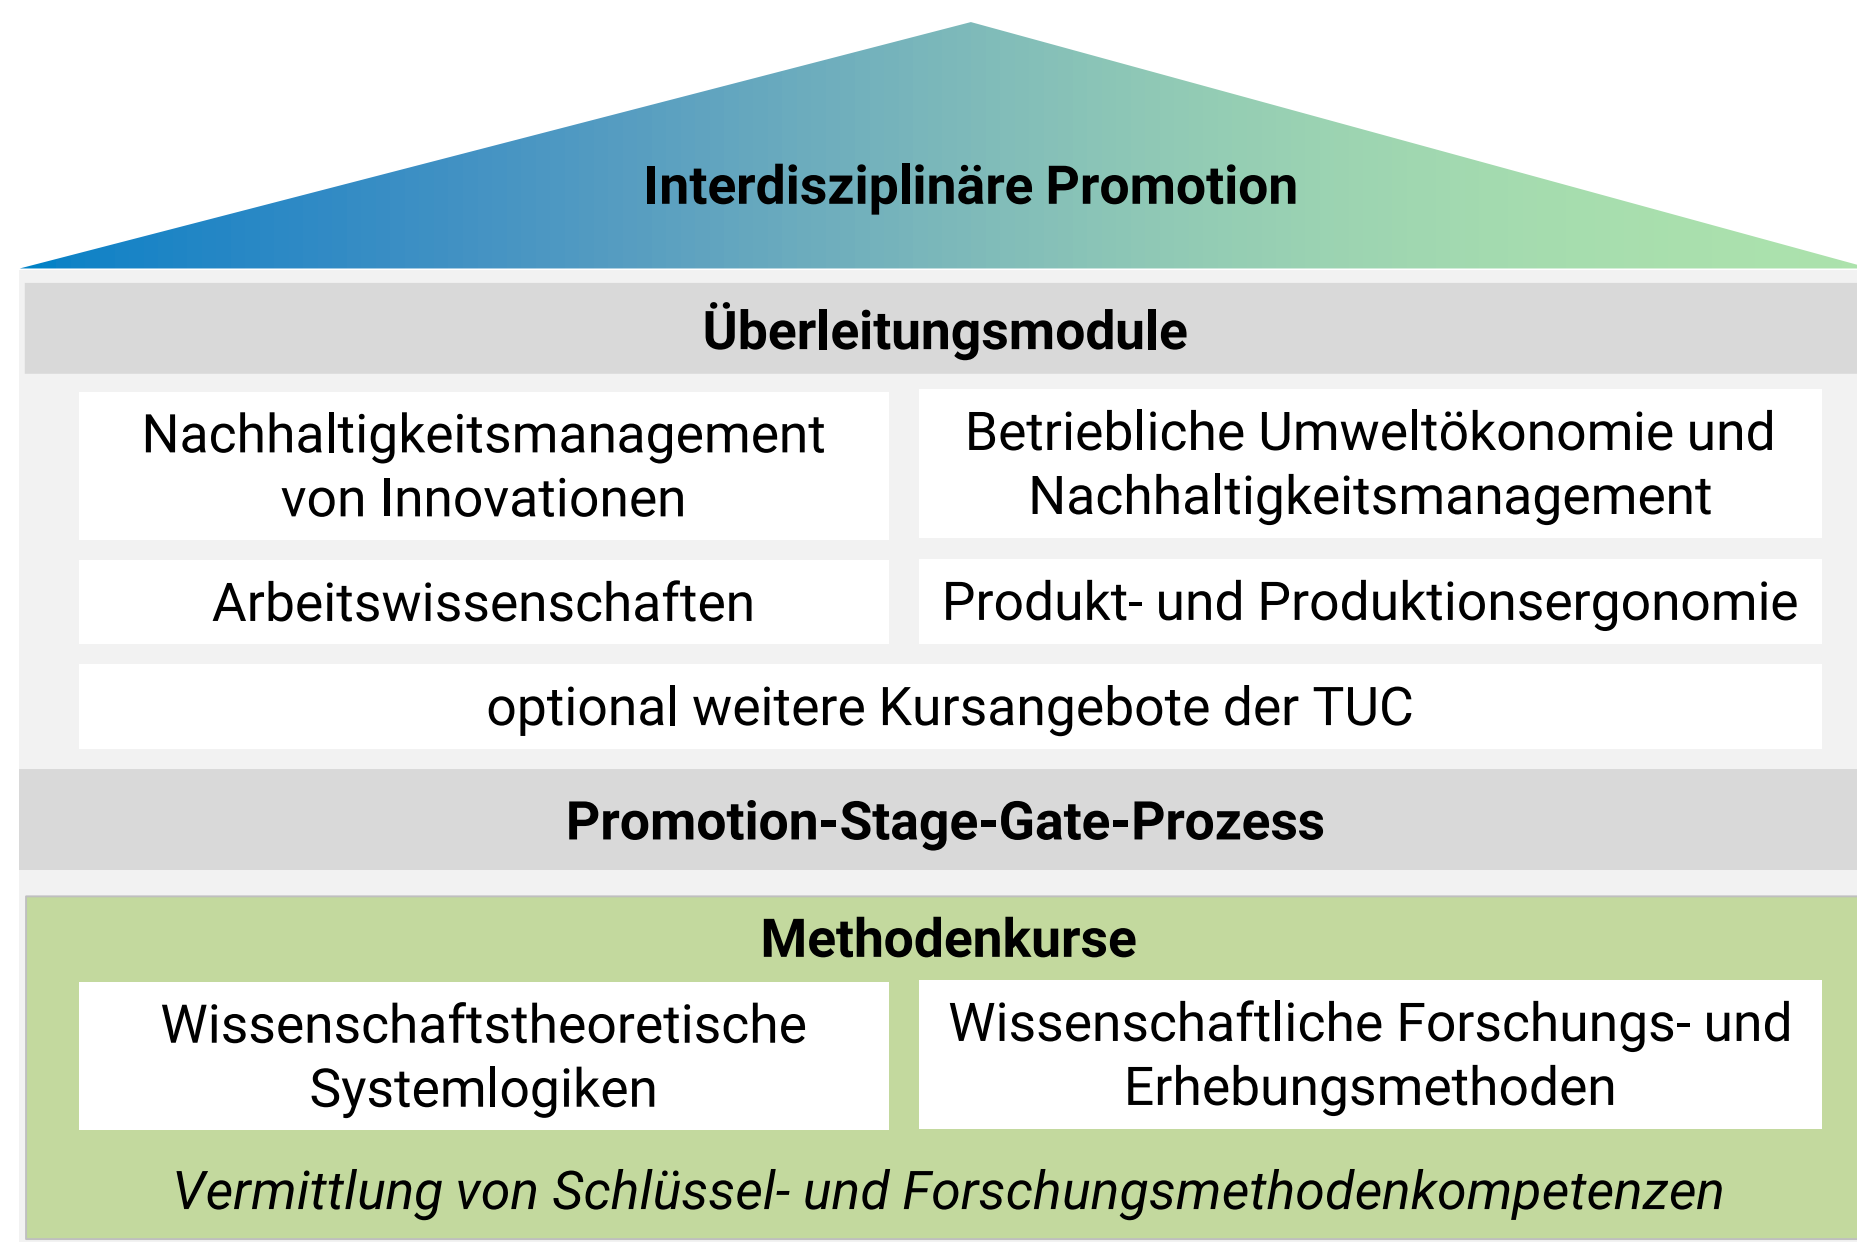 Interdisziplinäre Promotion
Überleitungsmodule
Nachhaltigkeitsmanagement
von Innovationen
Betriebliche Umweltökonomie und
Nachhaltigkeitsmanagement
Arbeitswissenschaften
Produkt- und Produktionsergonomie
optional weitere Kursangebote der TUC
Promotion-Stage-Gate-Prozess
Methodenkurse
Wissenschaftstheoretische
Systemlogiken
Wissenschaftliche Forschungs- und
Erhebungsmethoden
Vermittlung von Schlüssel- und Forschungsmethodenkompetenzen